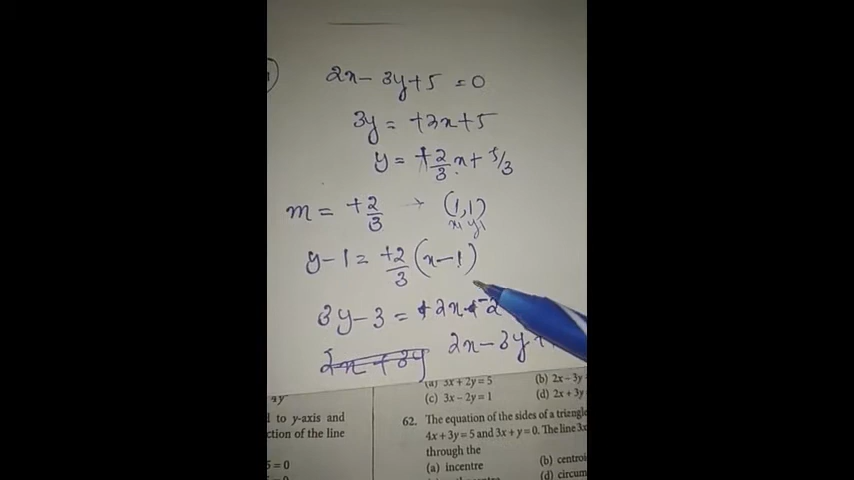 2x - 3y + 5 = 0
3y = +2x + 5
y = +2/3 x + 5/3
m = +2/3 → (1,1)
x1 y1
y - 1 = +2/3 (x - 1)
3y - 3 = +2x - 2
2x - 3y +
4y
l to y-axis and
ction of the line
5 = 0
(a) 3x + 2y = 5 (b) 2x - 3y
(c) 3x - 2y = 1 (d) 2x + 3y
62. The equation of the sides of a triangle
4x + 3y = 5 and 3x + y = 0. The line 3x
through the
(a) incentre (b) centroi
(d) circum